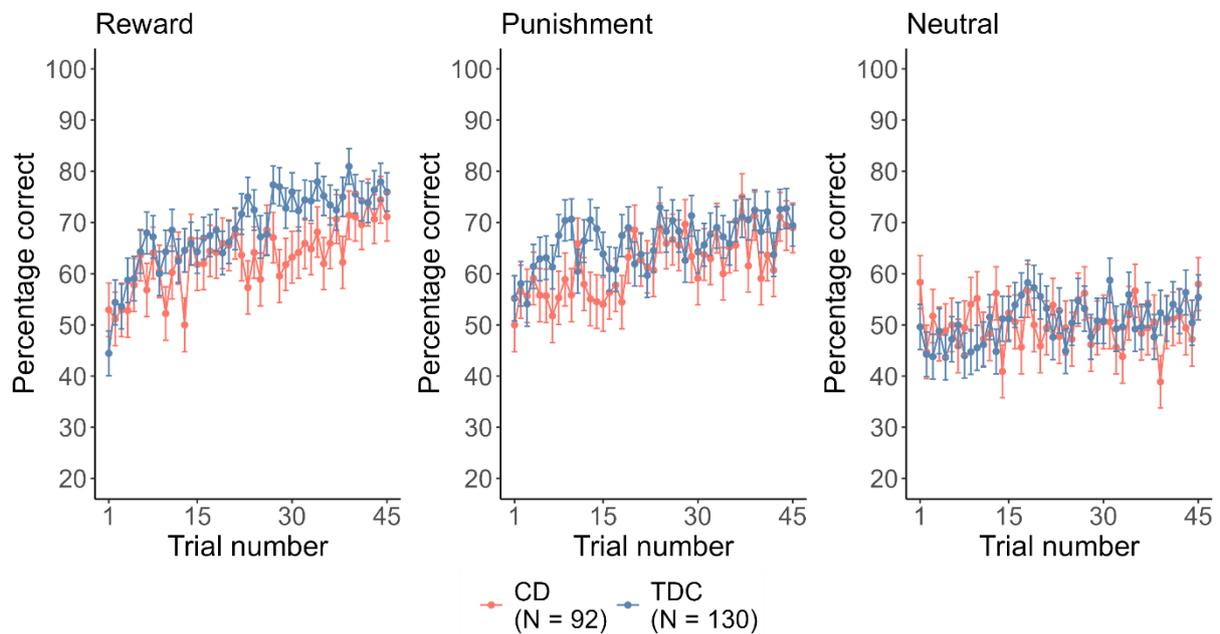 Reward
Punishment
Neutral
Percentage correct
100
90
80
70
60
50
40
30
20
1 15 30 45
Trial number
Percentage correct
100
90
80
70
60
50
40
30
20
1 15 30 45
Trial number
Percentage correct
100
90
80
70
60
50
40
30
20
1 15 30 45
Trial number
CD
(N = 92)
TDC
(N = 130)